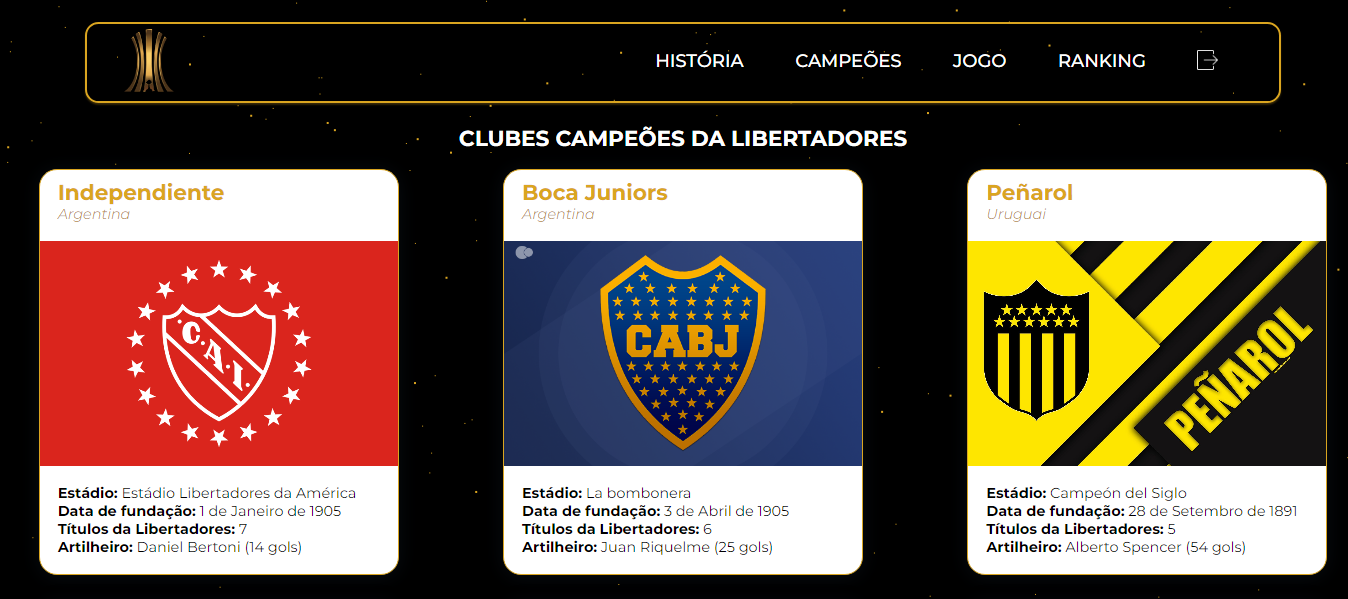 HISTÓRIA CAMPEÕES JOGO RANKING
CLUBES CAMPEÕES DA LIBERTADORES
Independiente
Argentina
C.A.I.
Estádio: Estádio Libertadores da América
Data de fundação: 1 de Janeiro de 1905
Títulos da Libertadores: 7
Artilheiro: Daniel Bertoni (14 gols)
Boca Juniors
Argentina
CABJ
Estádio: La bombonera
Data de fundação: 3 de Abril de 1905
Títulos da Libertadores: 6
Artilheiro: Juan Riquelme (25 gols)
Peñarol
Uruguai
PEÑAROL
Estádio: Campeón del Siglo
Data de fundação: 28 de Setembro de 1891
Títulos da Libertadores: 5
Artilheiro: Alberto Spencer (54 gols)